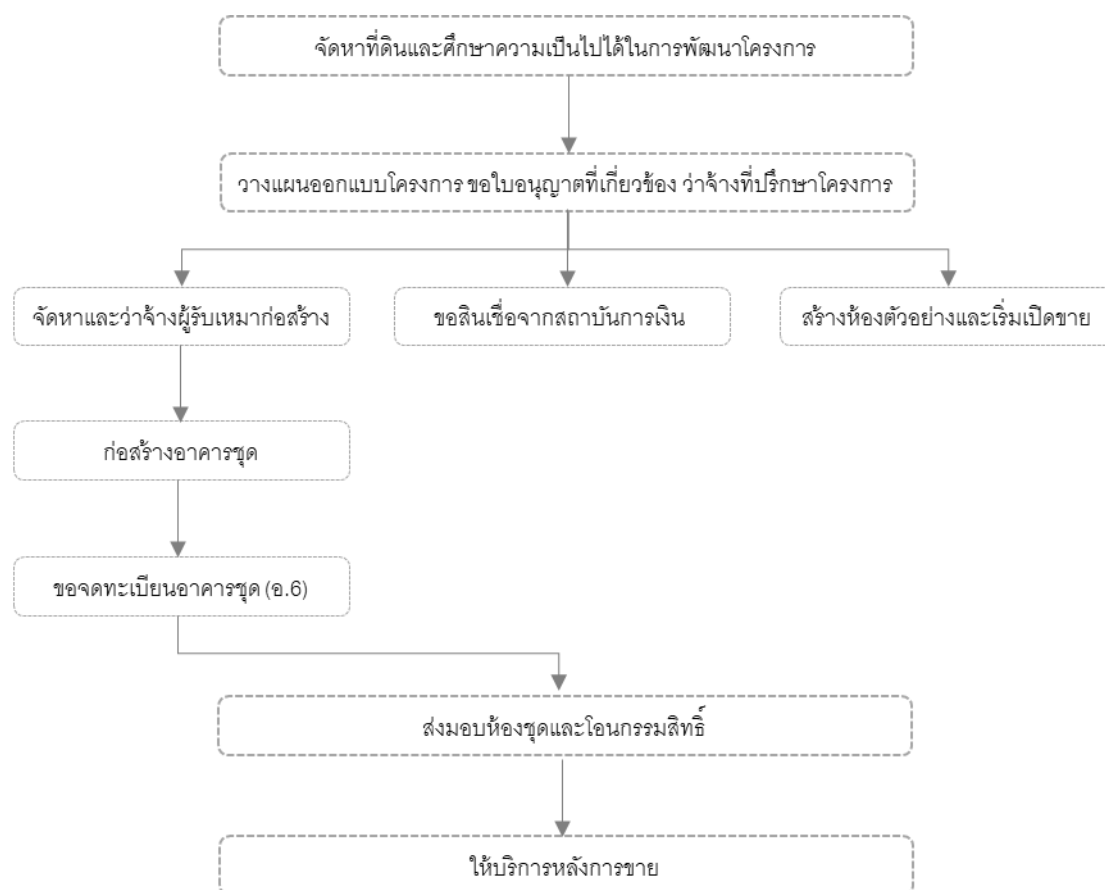 จัดหาที่ดินและศึกษาความเป็นไปได้ในการพัฒนาโครงการ
วางแผนออกแบบโครงการ ขอใบอนุญาตที่เกี่ยวข้อง ว่าจ้างที่ปรึกษาโครงการ
จัดหาและว่าจ้างผู้รับเหมาก่อสร้าง
ขอสินเชื่อจากสถาบันการเงิน
สร้างห้องตัวอย่างและเริ่มเปิดขาย
ก่อสร้างอาคารชุด
ขอจดทะเบียนอาคารชุด (อ.6)
ส่งมอบห้องชุดและโอนกรรมสิทธิ์
ให้บริการหลังการขาย